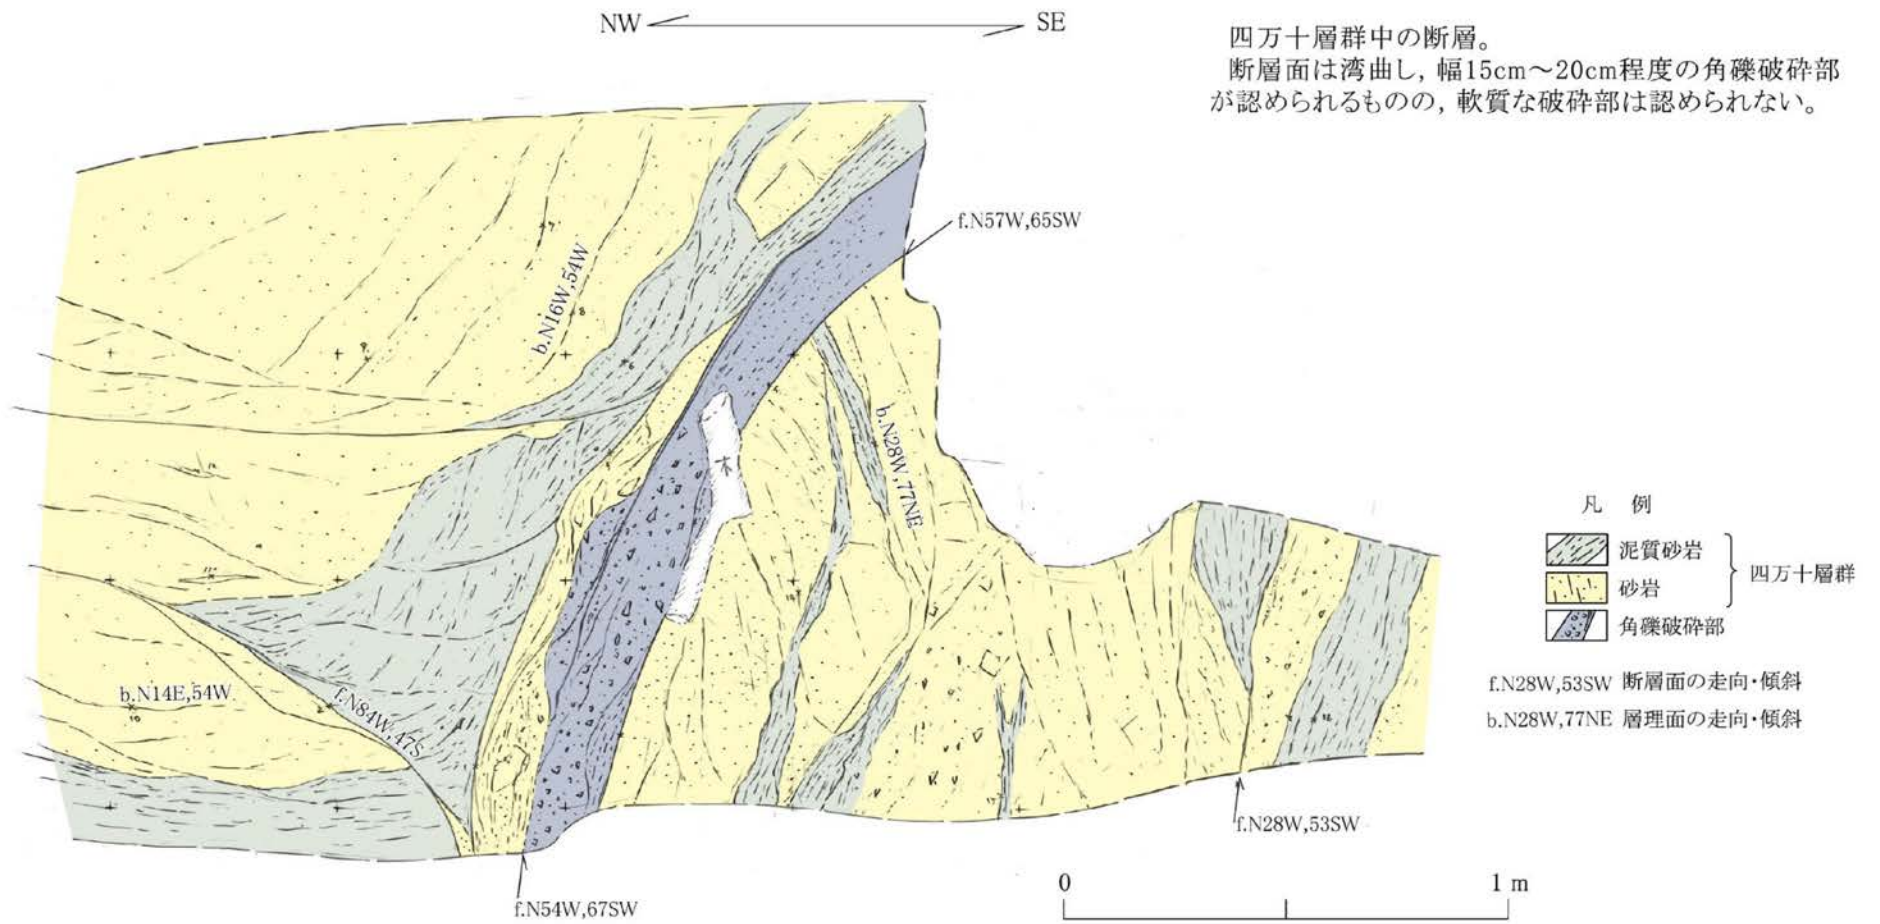 NW SE
四万十層群中の断層。
断層面は湾曲し，幅15cm～20cm程度の角礫破砕部
が認められるものの，軟質な破砕部は認められない。
f.N57W,65SW
b.N16W,54W
b.N28W,77NE
木
b.N14E,54W
f.N84W,47S
f.N54W,67SW
f.N28W,53SW
0 1 m
凡 例
泥質砂岩
砂岩
四万十層群
角礫破砕部
f.N28W,53SW 断層面の走向・傾斜
b.N28W,77NE 層理面の走向・傾斜